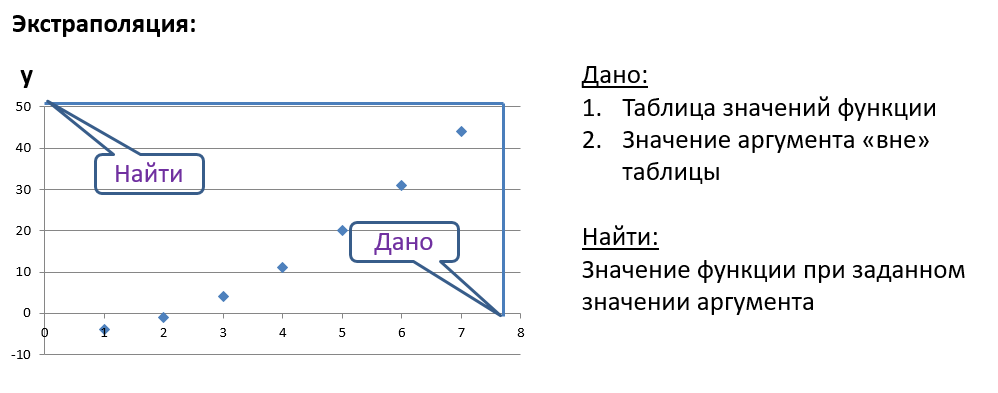 Экстраполяция:
y
50
40
30
20
10
0
-10
0 1 2 3 4 5 6 7 8
Найти
Дано
Дано:
1. Таблица значений функции
2. Значение аргумента «вне»
таблицы
Найти:
Значение функции при заданном
значении аргумента